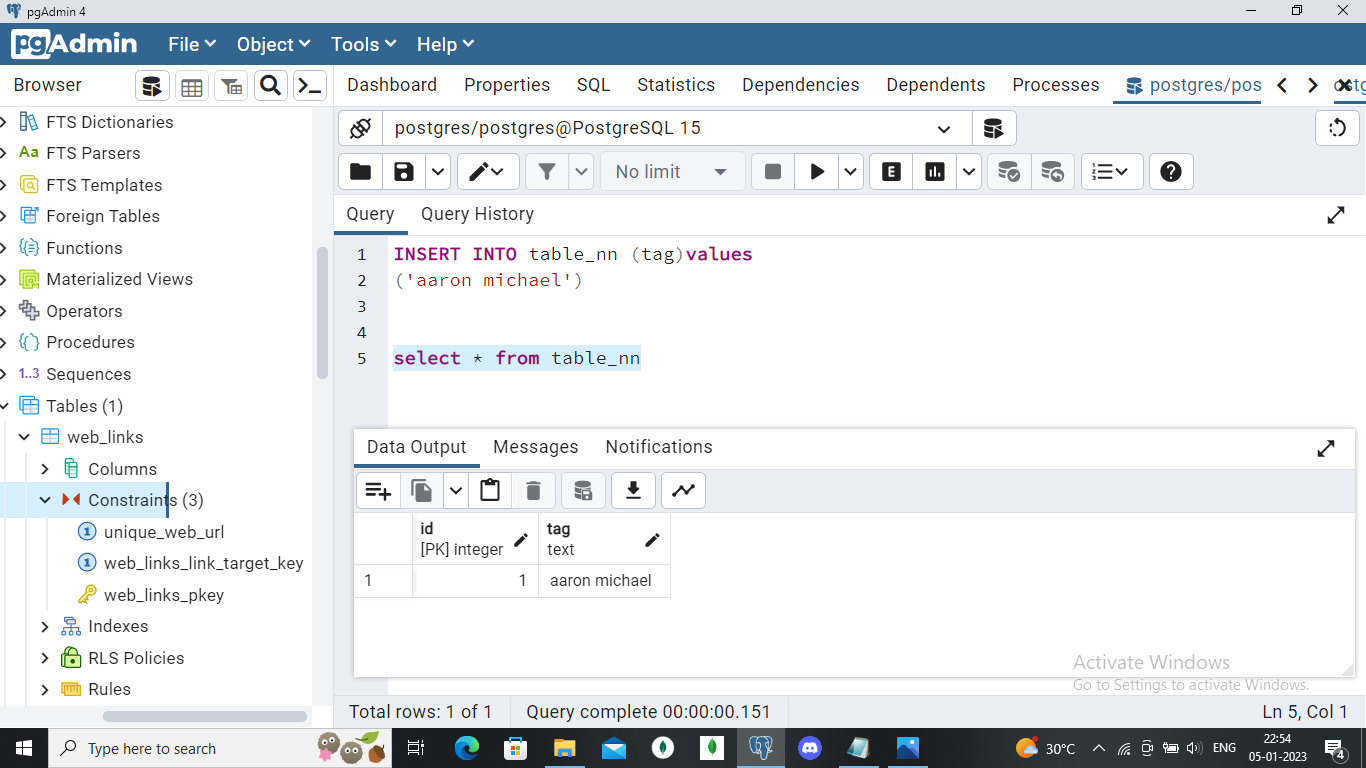 pgAdmin 4
pgAdmin File Object Tools Help
Browser
Dashboard Properties SQL Statistics Dependencies Dependents Processes postgres/pos
FTS Dictionaries
Aa FTS Parsers
FTS Templates
Foreign Tables
Functions
Materialized Views
Operators
Procedures
1..3 Sequences
Tables (1)
web_links
Columns
Constraints (3)
1 unique_web_url
1 web_links_link_target_key
web_links_pkey
Indexes
RLS Policies
Rules
postgres/postgres@PostgreSQL 15
No limit
E
Query Query History
1 INSERT INTO table_nn (tag)values
2 ('aaron michael')
3
4
5 select * from table_nn
Data Output Messages Notifications
id tag
[PK] integer text
1 1 aaron michael
Activate Windows
Go to Settings to activate Windows.
Total rows: 1 of 1 Query complete 00:00:00.151 Ln 5, Col 1
Type here to search
30°C ENG 22:54
05-01-2023 4